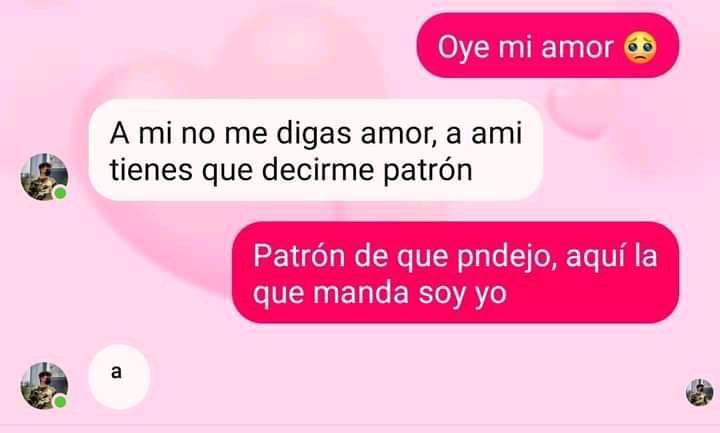 Oye mi amor 🥺
A mi no me digas amor, a ami
tienes que decirme patrón
Patrón de que pndejo, aquí la
que manda soy yo
a